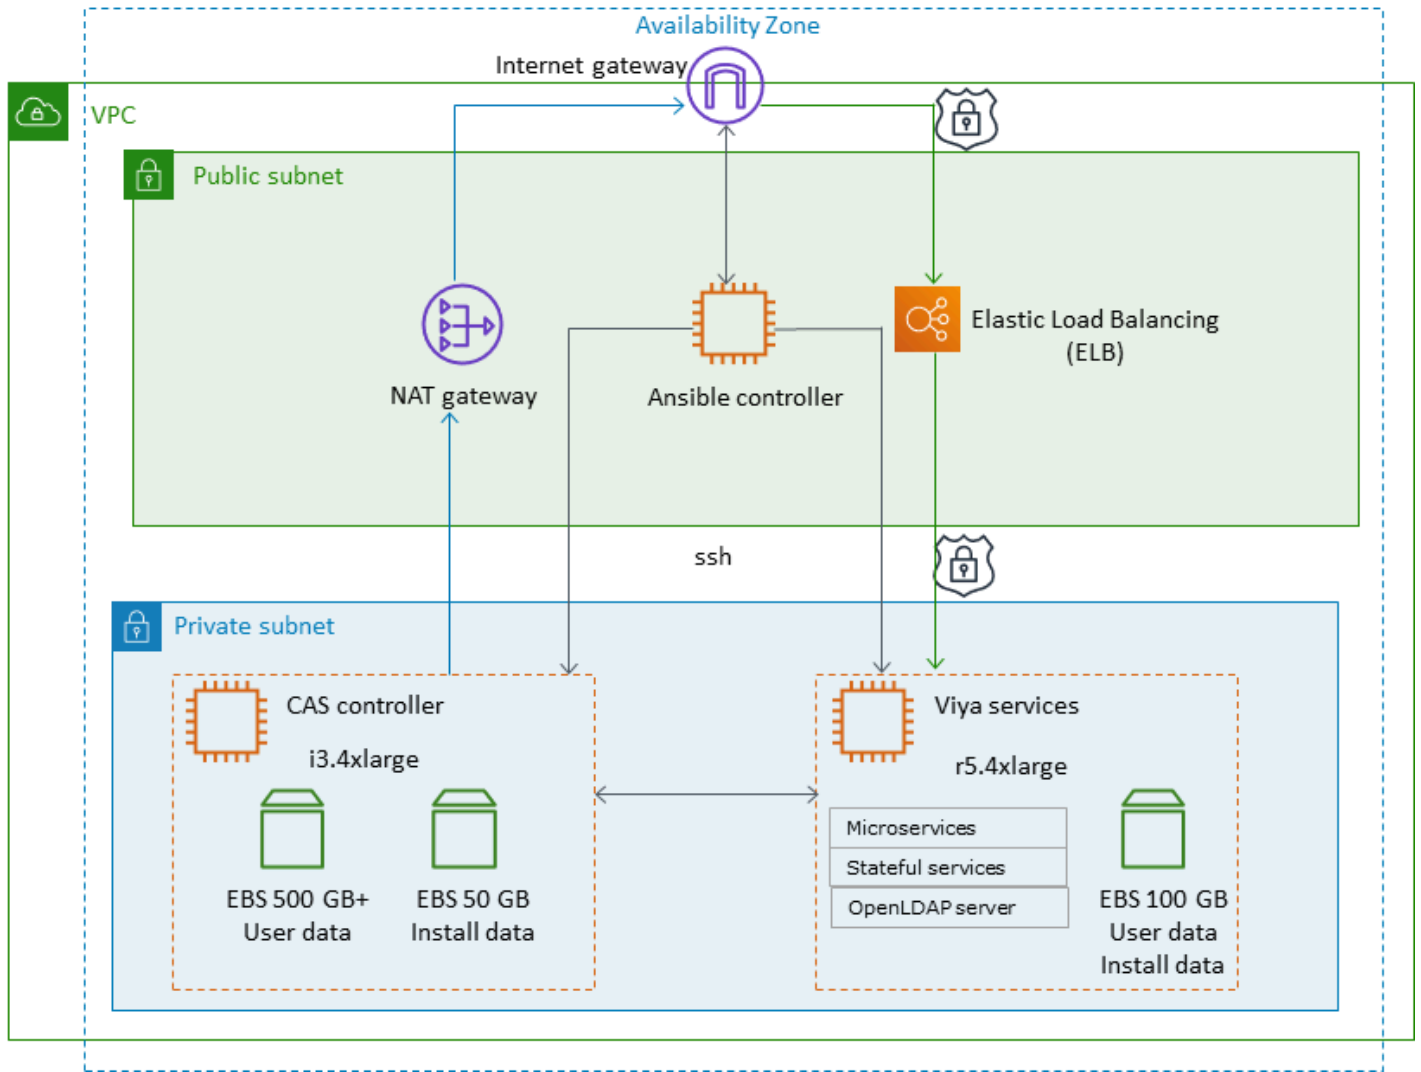 Availability Zone
Internet gateway
VPC
Public subnet
Elastic Load Balancing
(ELB)
NAT gateway
Ansible controller
ssh
Private subnet
CAS controller
i3.4xlarge
EBS 500 GB+
User data
EBS 50 GB
Install data
Viya services
r5.4xlarge
Microservices
Stateful services
OpenLDAP server
EBS 100 GB
User data
Install data